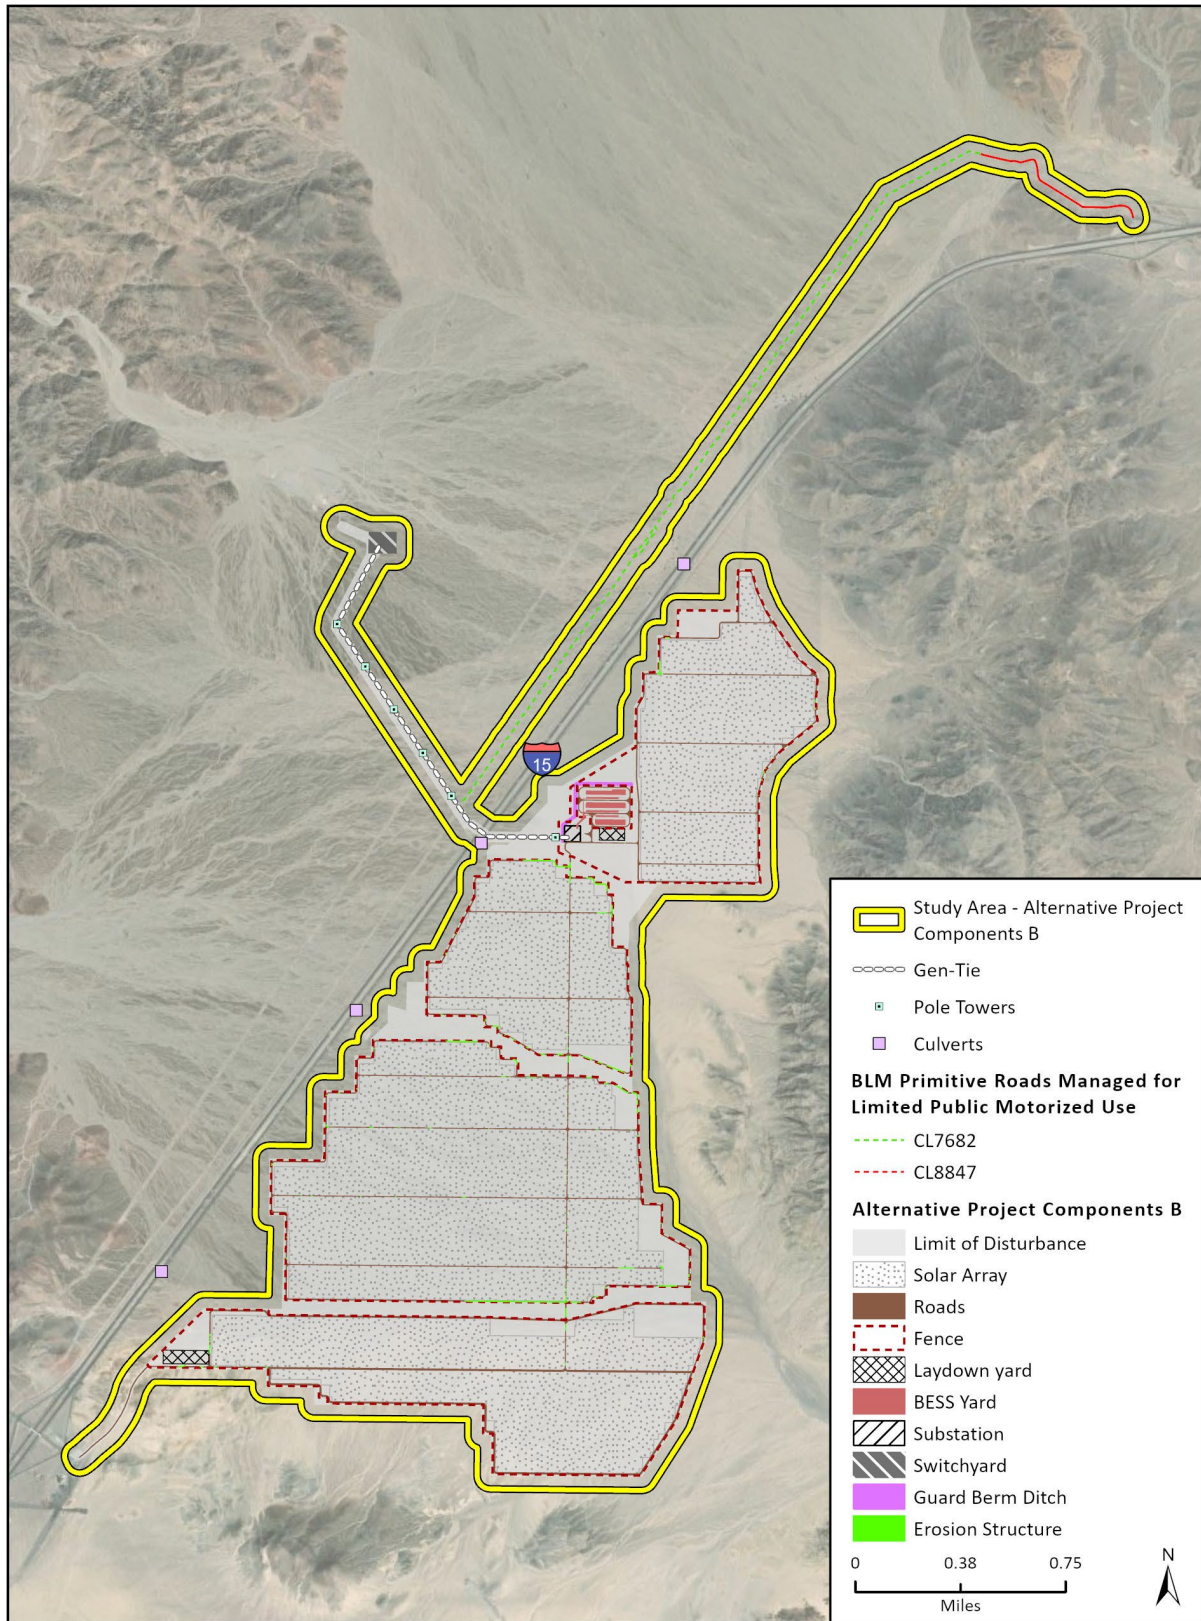 15
Study Area - Alternative Project
Components B
Gen-Tie
Pole Towers
Culverts
BLM Primitive Roads Managed for
Limited Public Motorized Use
CL7682
CL8847
Alternative Project Components B
Limit of Disturbance
Solar Array
Roads
Fence
Laydown yard
BESS Yard
Substation
Switchyard
Guard Berm Ditch
Erosion Structure
0 0.38 0.75
Miles
N